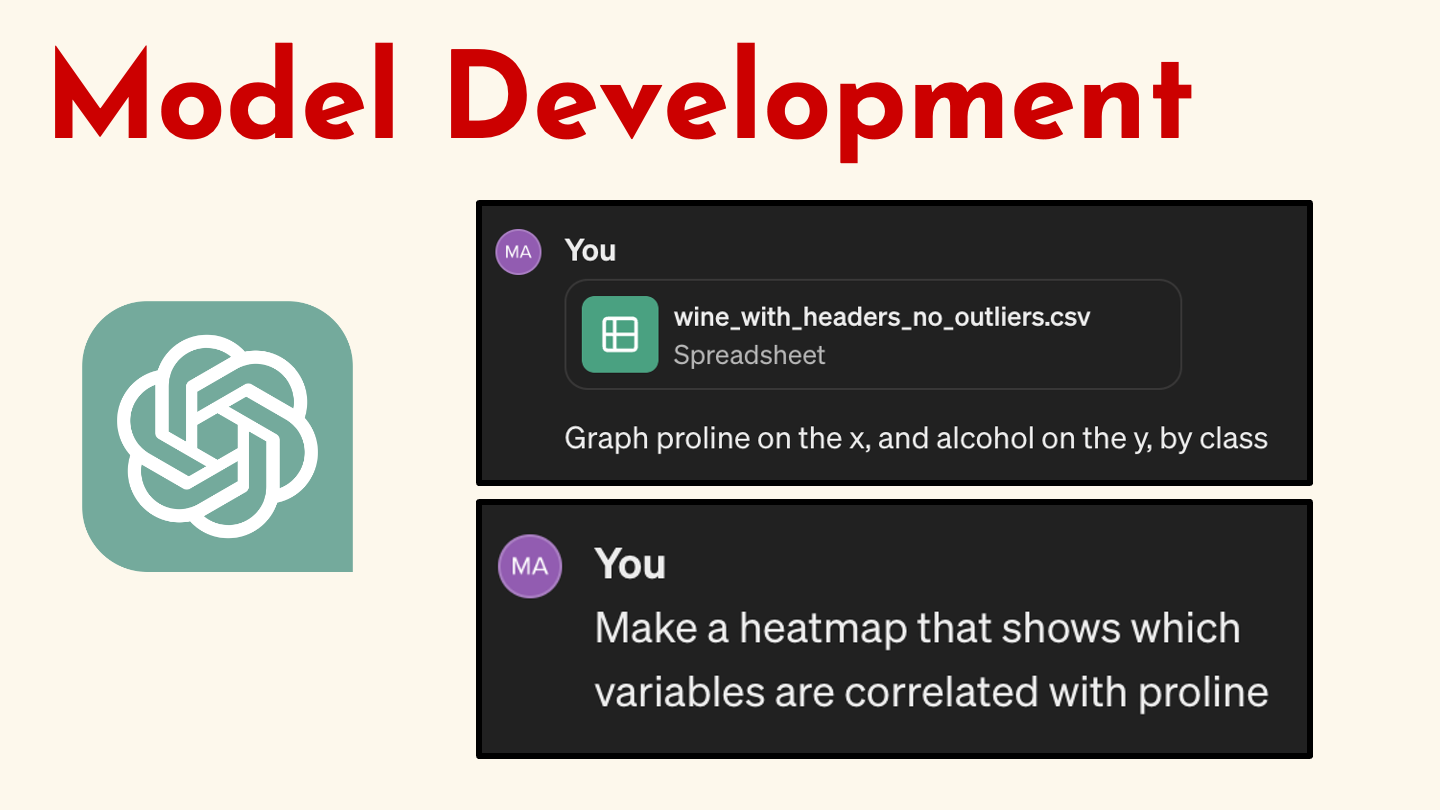 Model Development
MA
You
wine_with_headers_no_outliers.csv
Spreadsheet
Graph proline on the x, and alcohol on the y, by class
MA
You
Make a heatmap that shows which
variables are correlated with proline